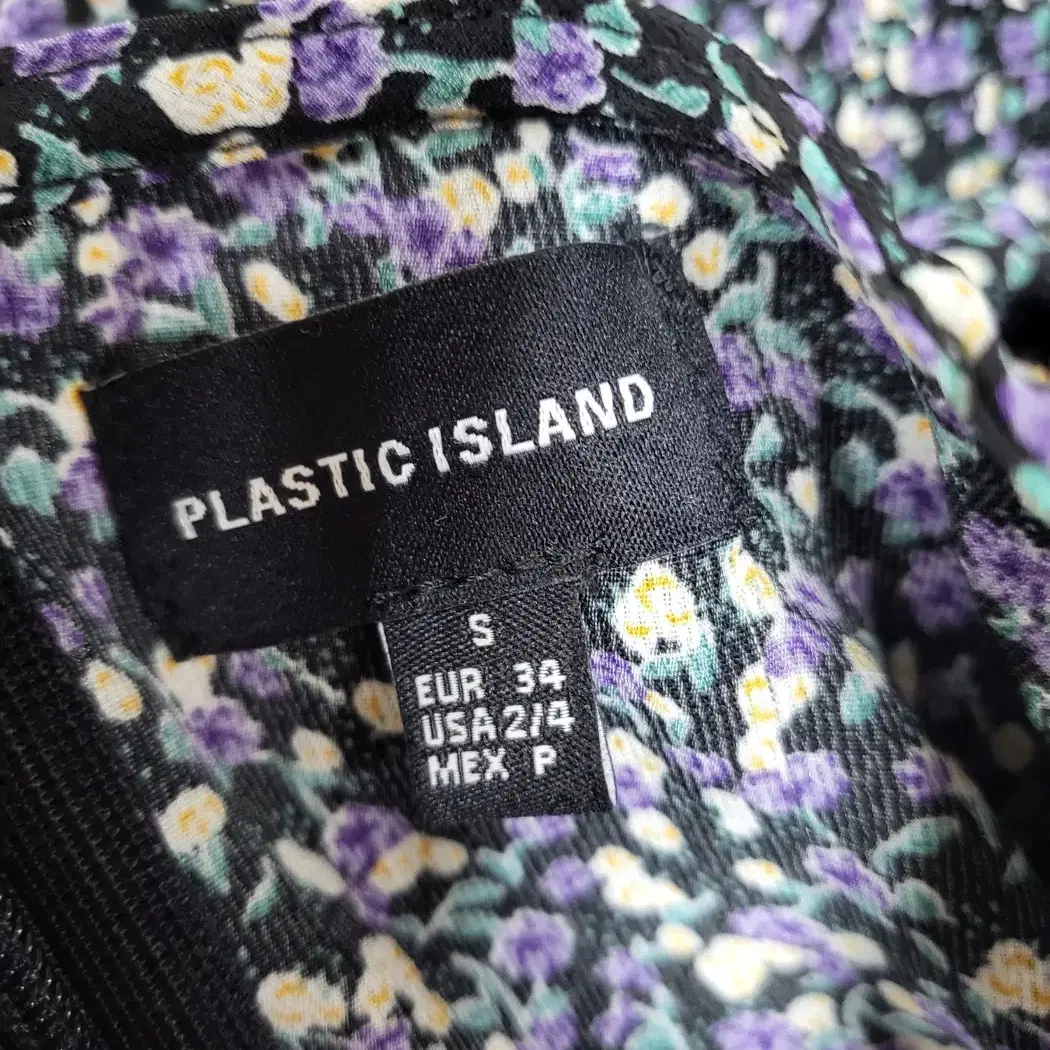 PLASTIC ISLAND
S
EUR 34
USA 2/4
MEX P